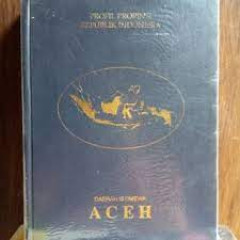 PROFIL PROPINSI
REPUBLIK INDONESIA
DAERAH ISTIMEWA
ACEH